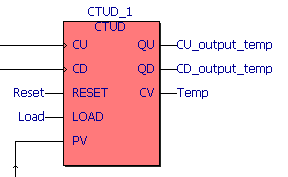 CTUD_1
CTUD
CU QU CU_output_temp
CD QD CD_output_temp
Reset RESET CV Temp
Load LOAD
PV